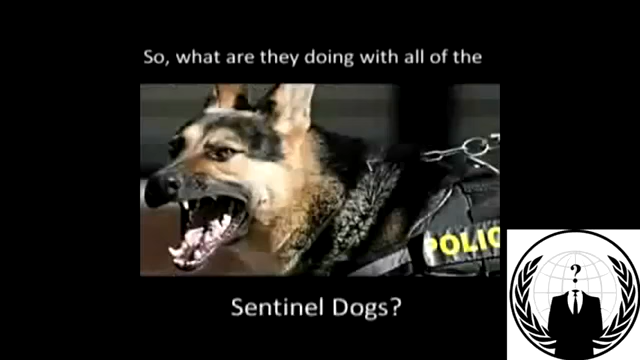 So, what are they doing with all of the
POLIC
Sentinel Dogs?
?